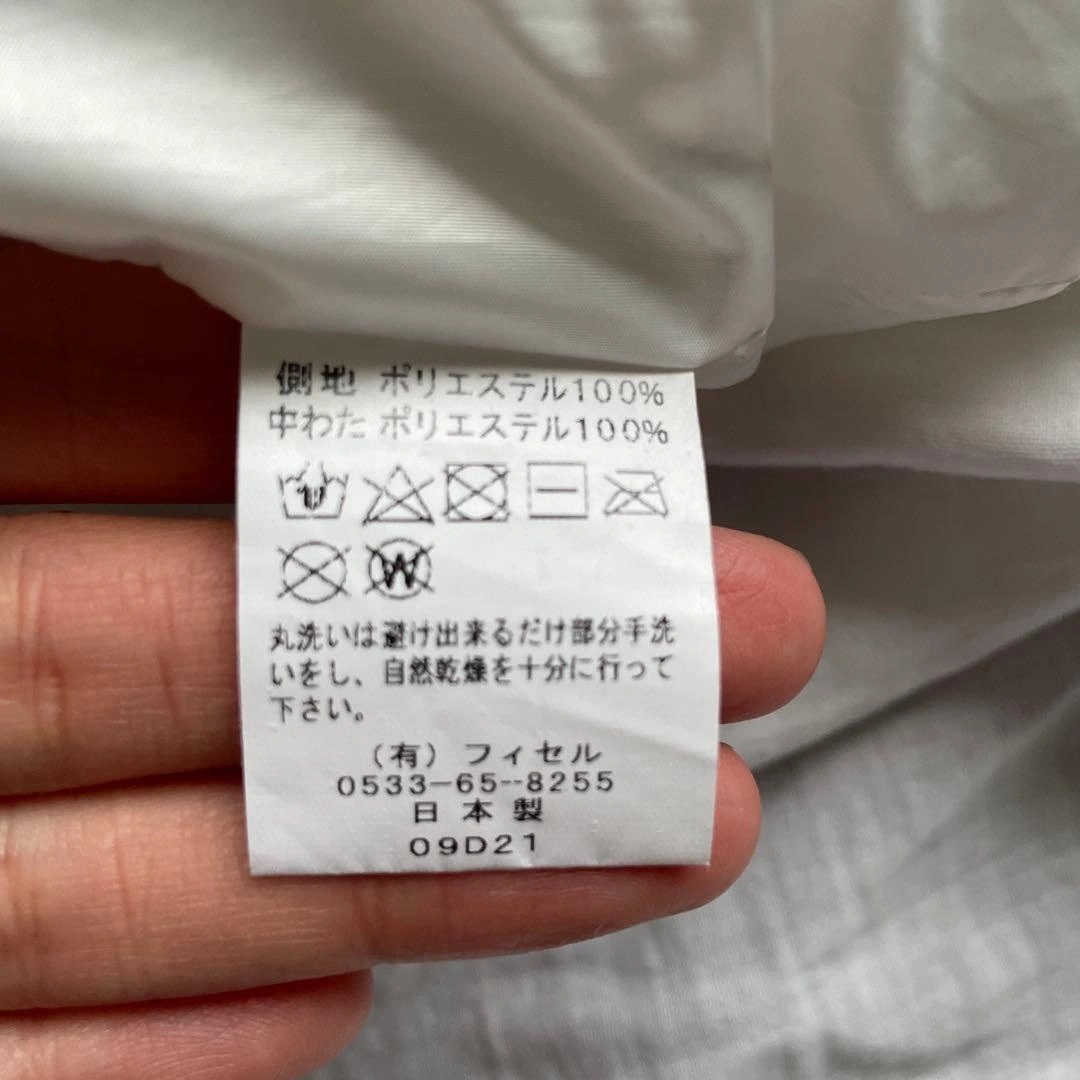 側地 ポリエステル100%
中わた ポリエステル100%
W
丸洗いは避け出来るだけ部分手洗
いをし、自然乾燥を十分に行って
下さい。
(有) フィセル
0533-65--8255
日本製
09D21